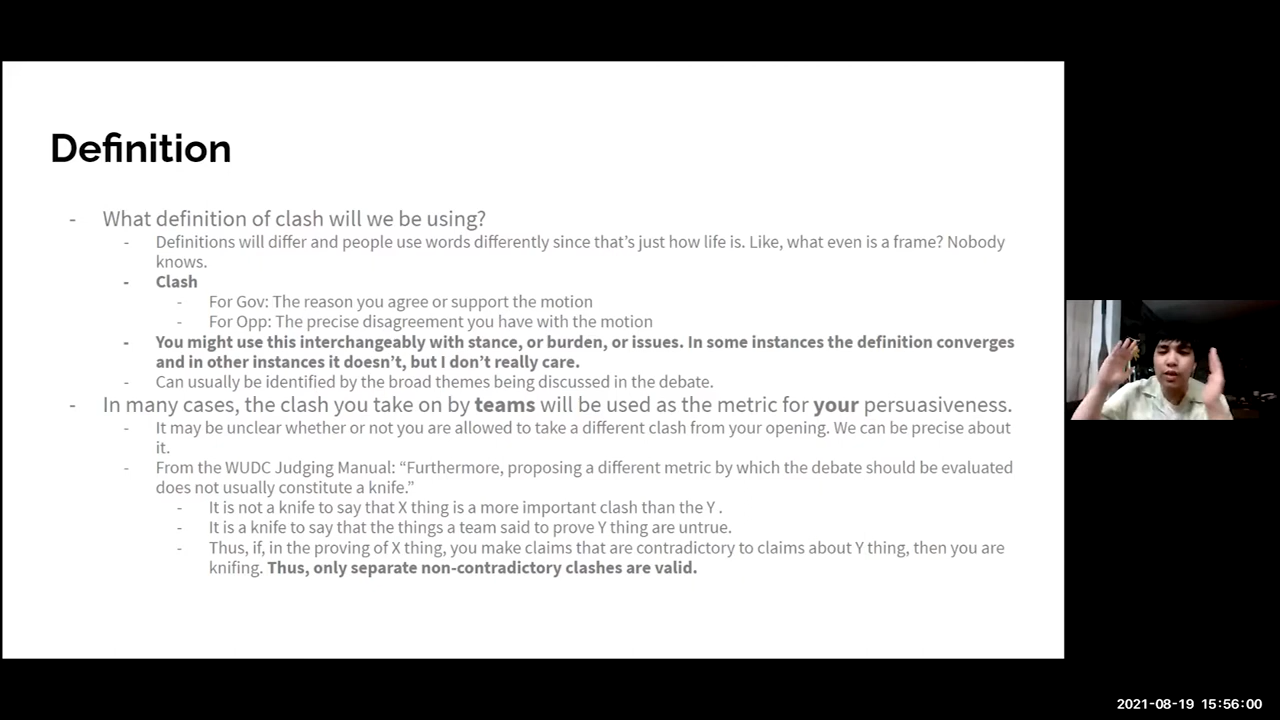 Definition
- What definition of clash will we be using?
- Definitions will differ and people use words differently since that's just how life is. Like, what even is a frame? Nobody
knows.
- Clash
- For Gov: The reason you agree or support the motion
- For Opp: The precise disagreement you have with the motion
- You might use this interchangeably with stance, or burden, or issues. In some instances the definition converges
and in other instances it doesn't, but I don't really care.
- Can usually be identified by the broad themes being discussed in the debate.
- In many cases, the clash you take on by teams will be used as the metric for your persuasiveness.
- It may be unclear whether or not you are allowed to take a different clash from your opening. We can be precise about
it.
- From the WUDC Judging Manual: “Furthermore, proposing a different metric by which the debate should be evaluated
does not usually constitute a knife.”
- It is not a knife to say that X thing is a more important clash than the Y .
- It is a knife to say that the things a team said to prove Y thing are untrue.
- Thus, if, in the proving of X thing, you make claims that are contradictory to claims about Y thing, then you are
knifing. Thus, only separate non-contradictory clashes are valid.
2021-08-19 15:56:00